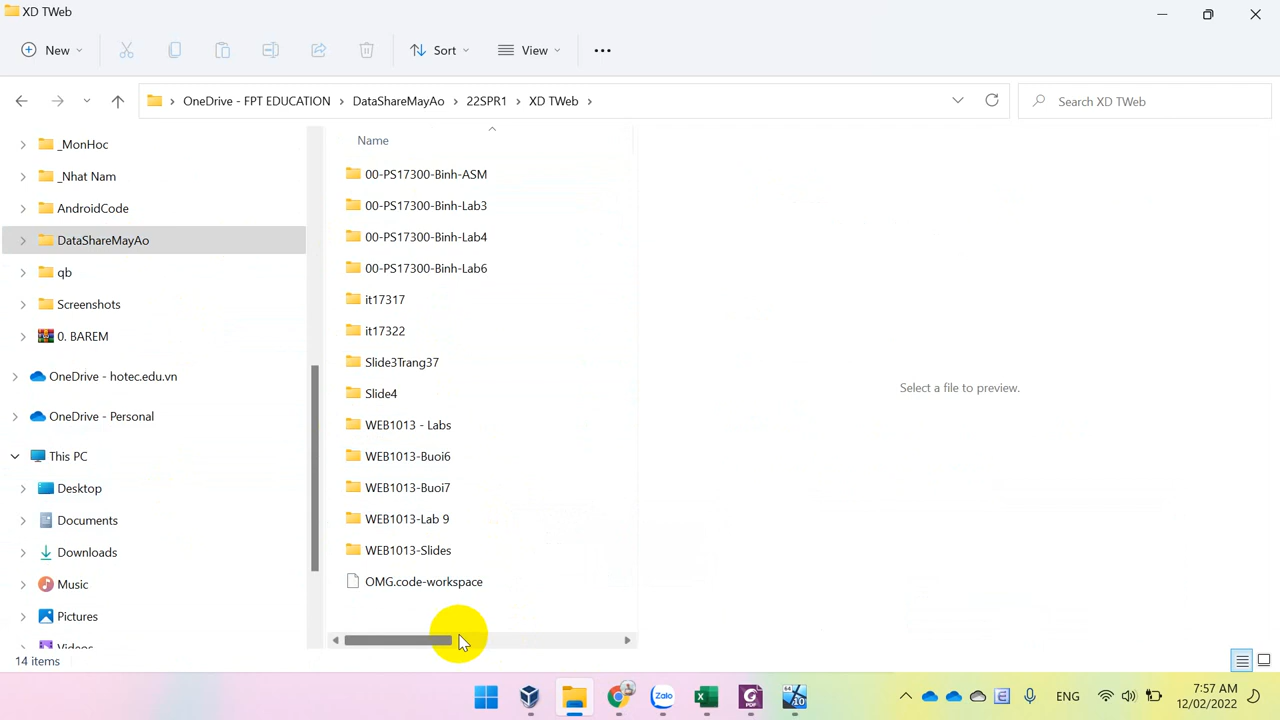 XD TWeb
New
Sort
View
OneDrive - FPT EDUCATION
DataShareMayAo
22SPR1
XD TWeb
Search XD TWeb
_MonHoc
_Nhat Nam
AndroidCode
DataShareMayAo
qb
Screenshots
0. BAREM
OneDrive - hotec.edu.vn
OneDrive - Personal
This PC
Desktop
Documents
Downloads
Music
Pictures
Videos
Name
00-PS17300-Binh-ASM
00-PS17300-Binh-Lab3
00-PS17300-Binh-Lab4
00-PS17300-Binh-Lab6
it17317
it17322
Slide3Trang37
Slide4
WEB1013 - Labs
WEB1013-Buoi6
WEB1013-Buoi7
WEB1013-Lab 9
WEB1013-Slides
OMG.code-workspace
Select a file to preview.
14 items
Zalo
PDF
64
10
ENG
7:57 AM
12/02/2022